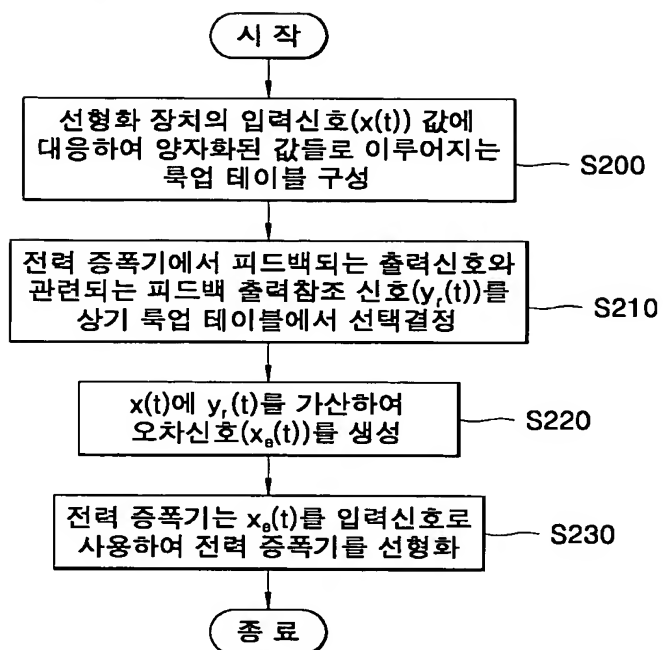 시 작
선형화 장치의 입력신호(x(t)) 값에
대응하여 양자화된 값들로 이루어지는
룩업 테이블 구성
S200
전력 증폭기에서 피드백되는 출력신호와
관련되는 피드백 출력참조 신호(yr(t))를
상기 룩업 테이블에서 선택결정
S210
x(t)에 yr(t)를 가산하여
오차신호(xe(t))를 생성
S220
전력 증폭기는 xe(t)를 입력신호로
사용하여 전력 증폭기를 선형화
S230
종 료